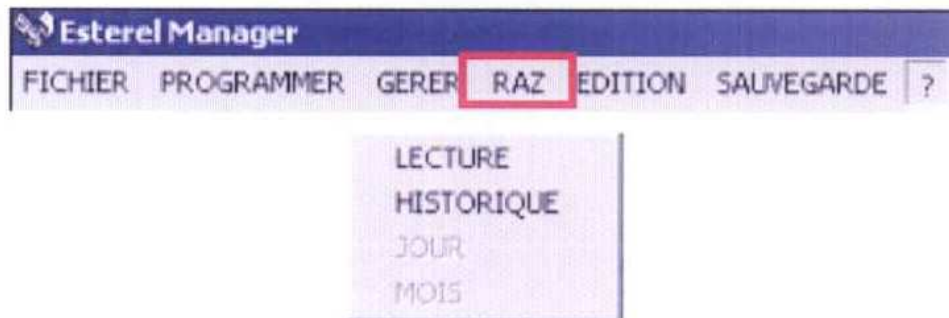 Esterel Manager
FICHIER PROGRAMMER GERER RAZ EDITION SAUVEGARDE ?
LECTURE
HISTORIQUE
JOUR
MOIS